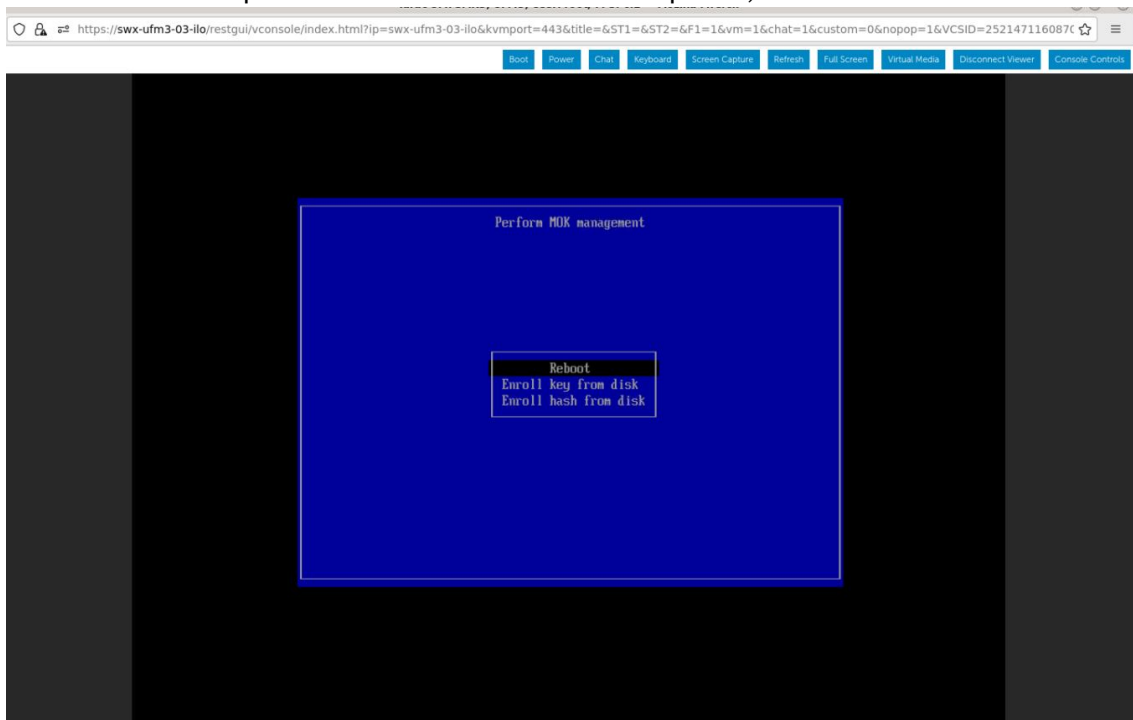 https://swx-ufm3-03-ilo/restgui/vconsole/index.html?ip=swx-ufm3-03-ilo&kvmport=443&title=&ST1=&ST2=&F1=1&vm=1&chat=1&custom=0&nopop=1&VCSID=2521471160870
Boot Power Chat Keyboard Screen Capture Refresh Full Screen Virtual Media Disconnect Viewer Console Controls
Perform MOK management
Reboot
Enroll key from disk
Enroll hash from disk